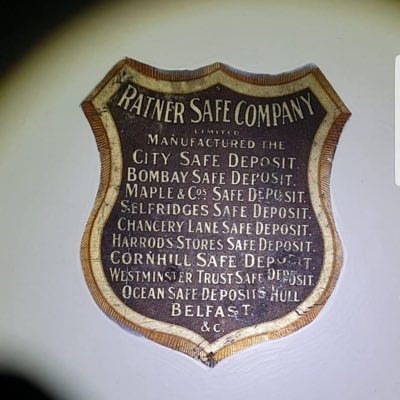 RATNER SAFE COMPANY
LIMITED
MANUFACTURED THE
CITY SAFE DEPOSIT.
BOMBAY SAFE DEPOSIT.
MAPLE & COS SAFE DEPOSIT.
SELFRIDGES SAFE DEPOSIT.
CHANCERY LANE SAFE DEPOSIT.
HARROD'S STORES SAFE DEPOSIT.
CORNHILL SAFE DEPOSIT.
WESTMINSTER TRUST SAFE DEPOSIT.
OCEAN SAFE DEPOSITS HULL
BELFAST.
&C.